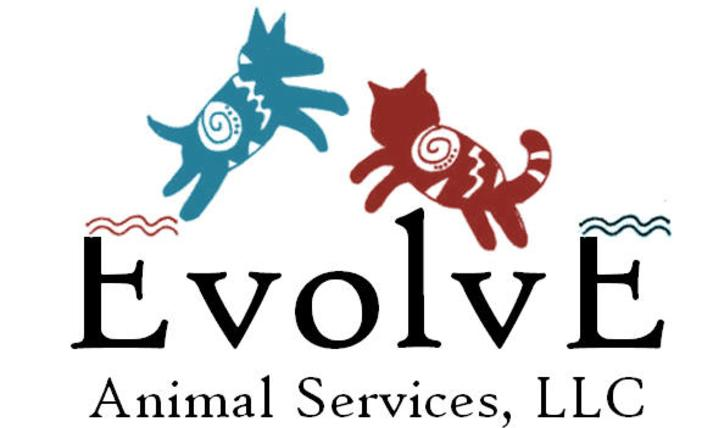 EvolvE
Animal Services, LLC